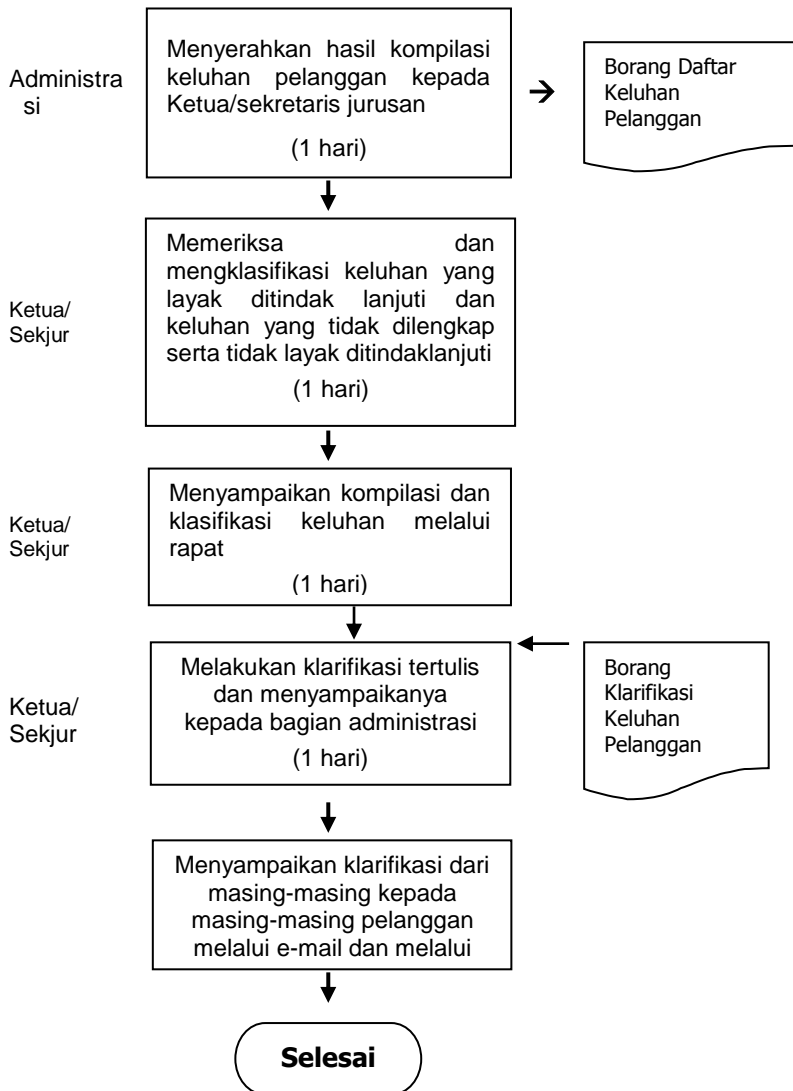 Administra
si
Menyerahkan hasil kompilasi
keluhan pelanggan kepada
Ketua/sekretaris jurusan
(1 hari)
→
Borang Daftar
Keluhan
Pelanggan
Ketua/
Sekjur
Memeriksa dan
mengklasifikasi keluhan yang
layak ditindak lanjuti dan
keluhan yang tidak dilengkap
serta tidak layak ditindaklanjuti
(1 hari)
Ketua/
Sekjur
Menyampaikan kompilasi dan
klasifikasi keluhan melalui
rapat
(1 hari)
Ketua/
Sekjur
Melakukan klarifikasi tertulis
dan menyampaikanya
kepada bagian administrasi
(1 hari)
Borang
Klarifikasi
Keluhan
Pelanggan
Menyampaikan klarifikasi dari
masing-masing kepada
masing-masing pelanggan
melalui e-mail dan melalui
Selesai